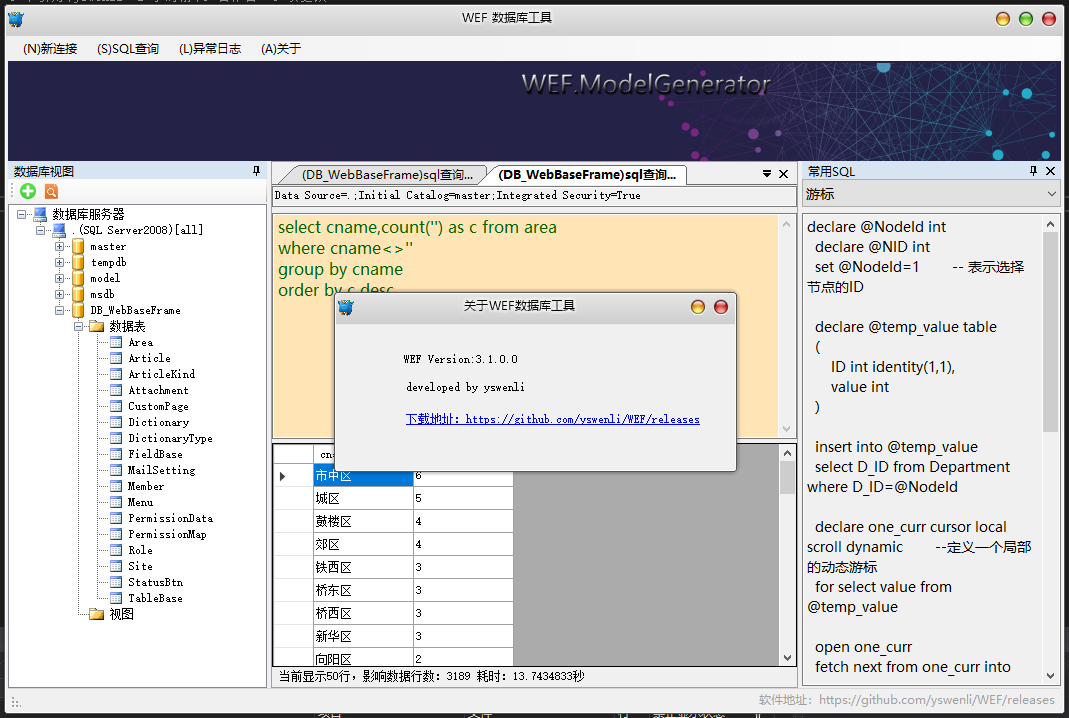 WEF 数据库工具
(N)新连接 (S)SQL查询 (L)异常日志 (A)关于
WEF.ModelGenerator
数据库视图
数据库服务器
.(SQL Server2008)[all]
master
tempdb
model
msdb
DB_WebBaseFrame
数据表
Area
Article
ArticleKind
Attachment
CustomPage
Dictionary
DictionaryType
FieldBase
MailSetting
Member
Menu
PermissionData
PermissionMap
Role
Site
StatusBtn
TableBase
视图
(DB_WebBaseFrame)sql查询... (DB_WebBaseFrame)sql查询...
Data Source=.;Initial Catalog=master;Integrated Security=True
select cname,count('') as c from area
where cname<>''
group by cname
order by c desc
关于WEF数据库工具
WEF Version:3.1.0.0
developed by yswenli
下载地址: https://github.com/yswenli/WEF/releases
市中区 6
城区 5
鼓楼区 4
郊区 4
铁西区 3
桥东区 3
桥西区 3
新华区 3
向阳区 2
当前显示50行，影响数据行数：3189 耗时：13.7434833秒
常用SQL
游标
declare @NodeId int
declare @NID int
set @NodeId=1 -- 表示选择
节点的ID
declare @temp_value table
(
ID int identity(1,1),
value int
)
insert into @temp_value
select D_ID from Department
where D_ID=@NodeId
declare one_curr cursor local
scroll dynamic --定义一个局部
的动态游标
for select value from
@temp_value
open one_curr
fetch next from one_curr into
软件地址：https://github.com/yswenli/WEF/releases